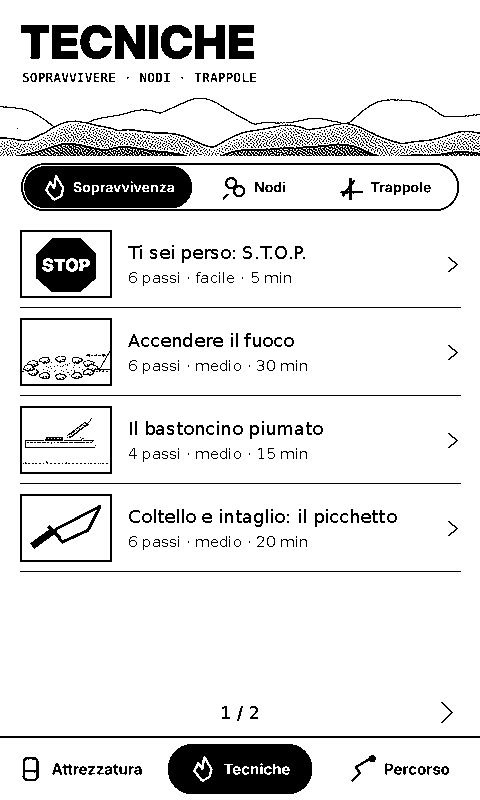 TECNICHE
SOPRAVVIVERE · NODI · TRAPPOLE
Sopravvivenza
Nodi
Trappole
STOP
Ti sei perso: S.T.O.P.
6 passi · facile · 5 min
Accendere il fuoco
6 passi · medio · 30 min
Il bastoncino piumato
4 passi · medio · 15 min
Coltello e intaglio: il picchetto
6 passi · medio · 20 min
1 / 2
Attrezzatura
Tecniche
Percorso